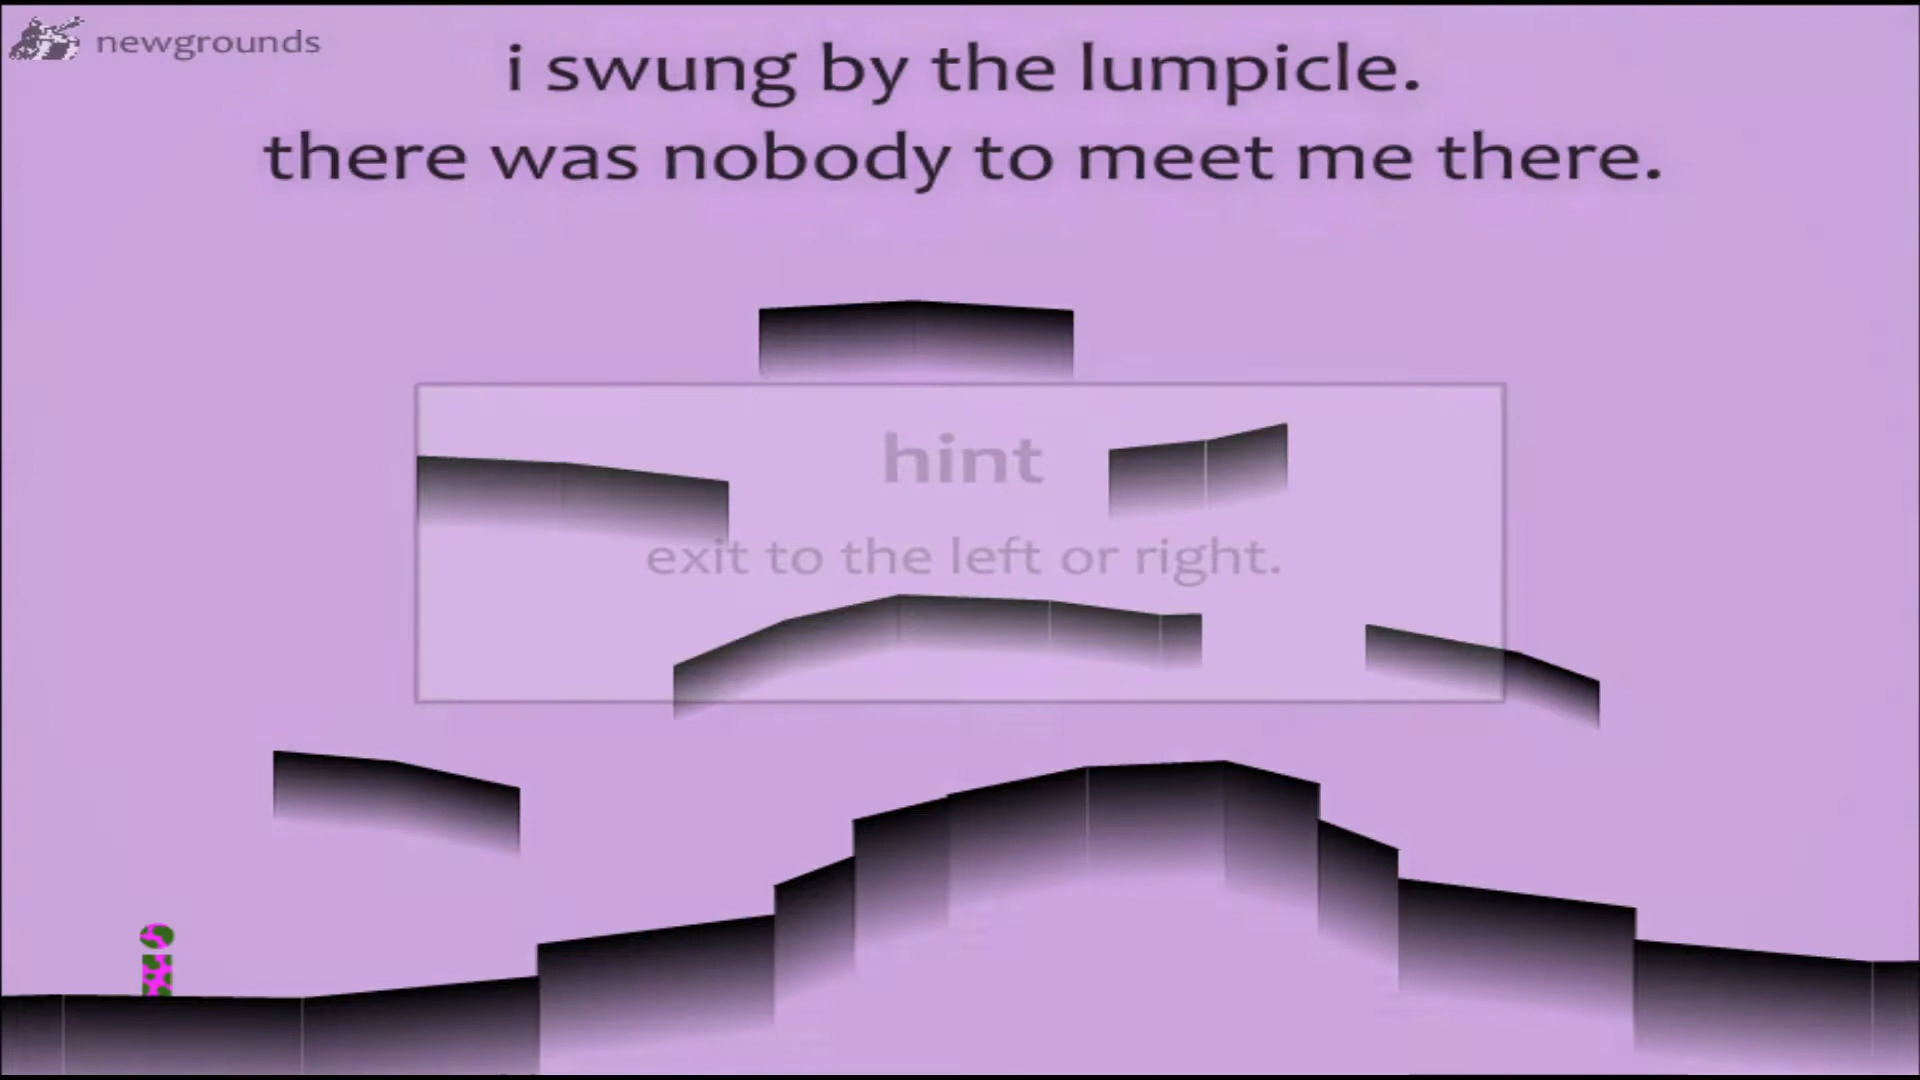 newgrounds
i swung by the lumpicle.
there was nobody to meet me there.
hint
exit to the left or right.